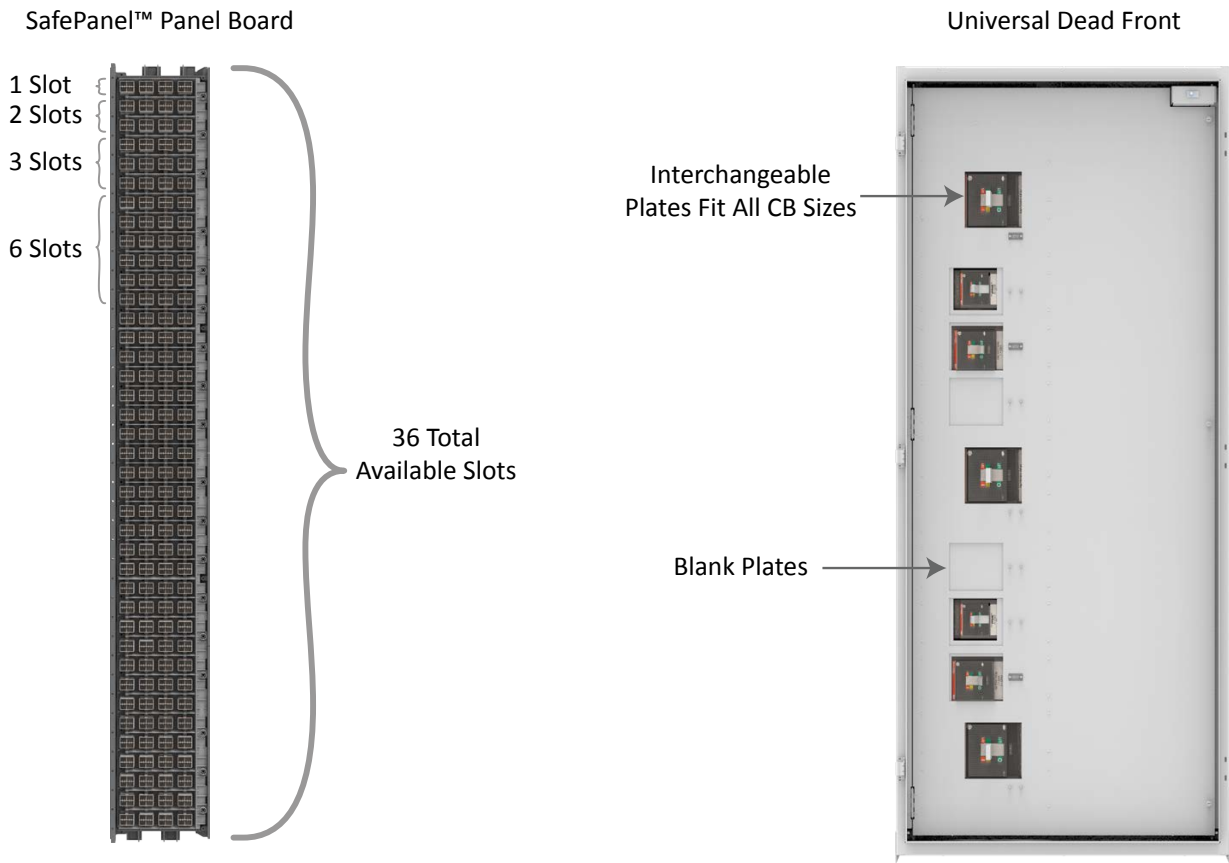 SafePanel™ Panel Board
Universal Dead Front
1 Slot
2 Slots
3 Slots
6 Slots
36 Total
Available Slots
Interchangeable
Plates Fit All CB Sizes
Blank Plates